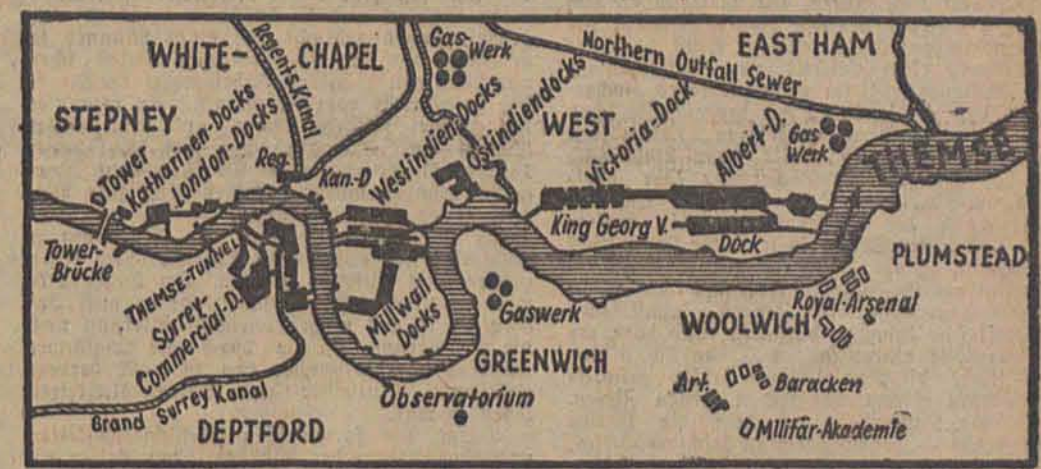 WHITE-
CHAPEL
Regents Kanal
Gas-
Werk
Northern Outfall Sewer
EAST HAM
STEPNEY
Tower
Katharinen-Docks
London-Docks
Reg.
Kan.-D
Westindien Docks
Ostindiendocks
WEST
Victoria-Dock
Albert-D.
Gas
Werk
THEMSE
Tower-
Brücke
THEMSE-TUNNEL
Surrey-
Commercial-D.
King Georg V.
Dock
PLUMSTEAD
Millwall
Docks
Gaswerk
Royal-Arsenal
WOOLWICH
GREENWICH
Art.
Baracken
Observatorium
Grand Surrey Kanal
DEPTFORD
Militär-Akademie